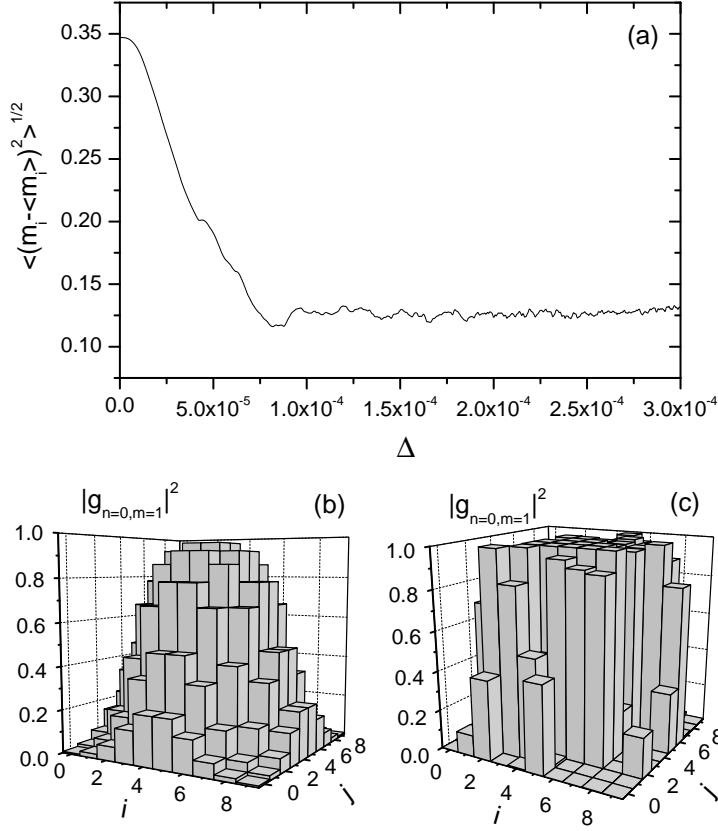 (a)
<(m_i-<m_i>)^2>^1/2
0.35
0.30
0.25
0.20
0.15
0.10
0.0 5.0x10^-5 1.0x10^-4 1.5x10^-4 2.0x10^-4 2.5x10^-4 3.0x10^-4
Δ
|g_n=0,m=1|^2 (b)
1.0
0.8
0.6
0.4
0.2
0.0
0 2 4 6 8
i
0 2 4 6 8
j
|g_n=0,m=1|^2 (c)
1.0
0.8
0.6
0.4
0.2
0.0
0 2 4 6 8
i
0 2 4 6 8
j